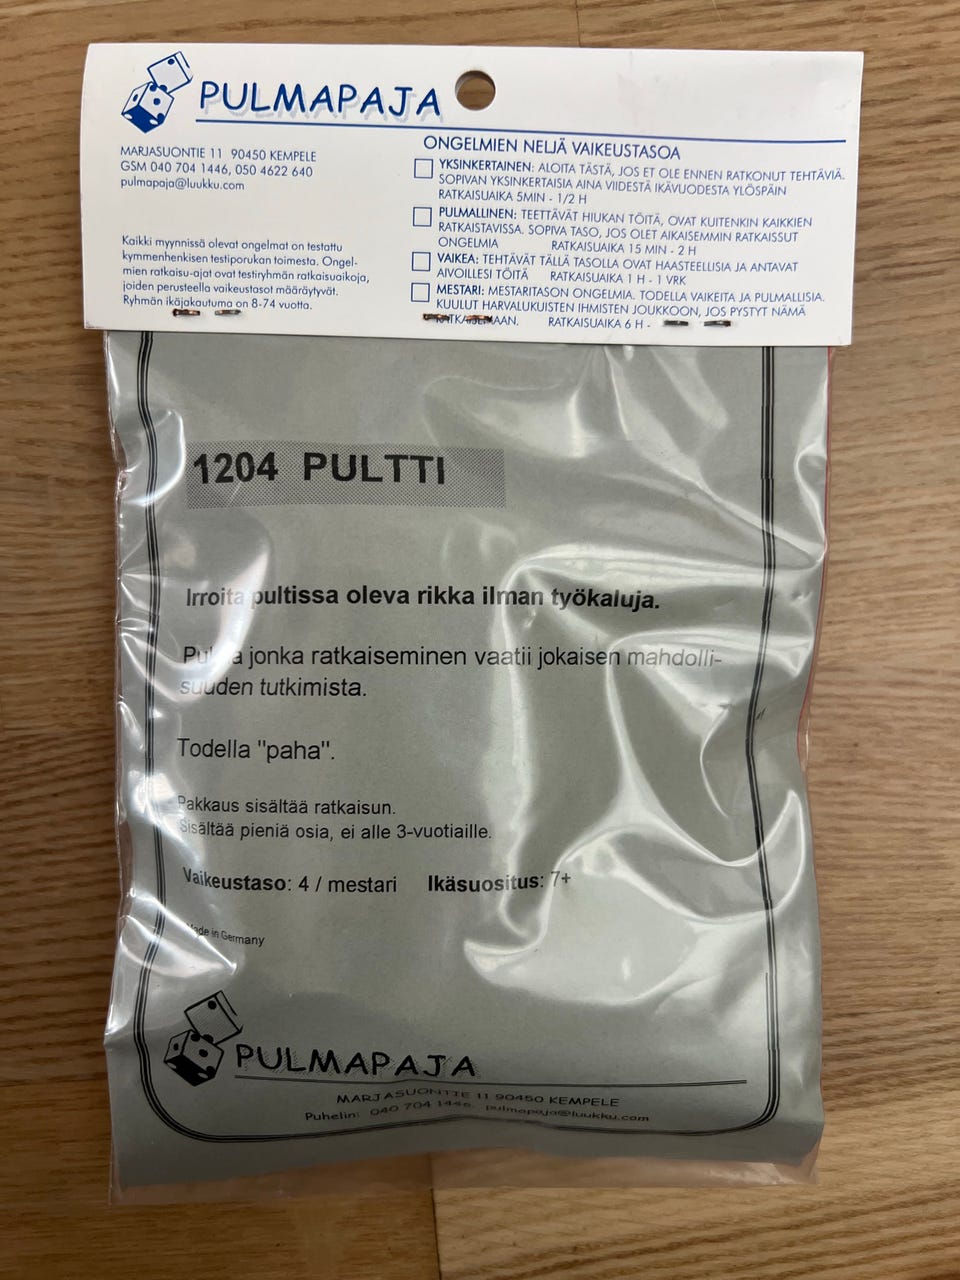 PULMAPAJA
MARJASUONTIE 11 90450 KEMPELE
GSM 040 704 1446, 050 4622 640
pulmapaja@luukku.com
Kaikki myynnissä olevat ongelmat on testattu
kymmenhenkisen testiporukan toimesta. Ongel-
mien ratkaisu-ajat ovat testiryhmän ratkaisuaikoja,
joiden perusteella vaikeustasot määräytyvät.
Ryhmän ikäjakautuma on 8-74 vuotta.
ONGELMIEN NELJÄ VAIKEUSTASOA
YKSINKERTAINEN: ALOITA TÄSTÄ, JOS ET OLE ENNEN RATKONUT TEHTÄVIÄ.
SOPIVAN YKSINKERTAISIA AINA VIIDESTÄ IKÄVUODESTA YLÖSPÄIN
RATKAISUAIKA 5MIN - 1/2 H
PULMALLINEN: TEETTÄVÄT HIUKAN TÖITÄ, OVAT KUITENKIN KAIKKIEN
RATKAISTAVISSA. SOPIVA TASO, JOS OLET AIKAISEMMIN RATKAISSUT
ONGELMIA RATKAISUAIKA 15 MIN - 2 H
VAIKEA: TEHTÄVÄT TÄLLÄ TASOLLA OVAT HAASTEELLISIA JA ANTAVAT
AIVOILLESI TÖITÄ RATKAISUAIKA 1 H - 1 VRK
MESTARI: MESTARITASON ONGELMIA. TODELLA VAIKEITA JA PULMALLISIA.
KUULUT HARVALUKUISTEN IHMISTEN JOUKKOON, JOS PYSTYT NÄMÄ
RATKAISEMAAN. RATKAISUAIKA 6 H -
1204 PULTTI
Irroita pultissa oleva rikka ilman työkaluja.
Pulma jonka ratkaiseminen vaatii jokaisen mahdolli-
suuden tutkimista.
Todella "paha".
Pakkaus sisältää ratkaisun.
Sisältää pieniä osia, ei alle 3-vuotiaille.
Vaikeustaso: 4 / mestari Ikäsuositus: 7+
Made in Germany
PULMAPAJA
MARJASUONTIE 11 90450 KEMPELE
Puhelin: 040 704 1446 pulmapaja@luukku.com